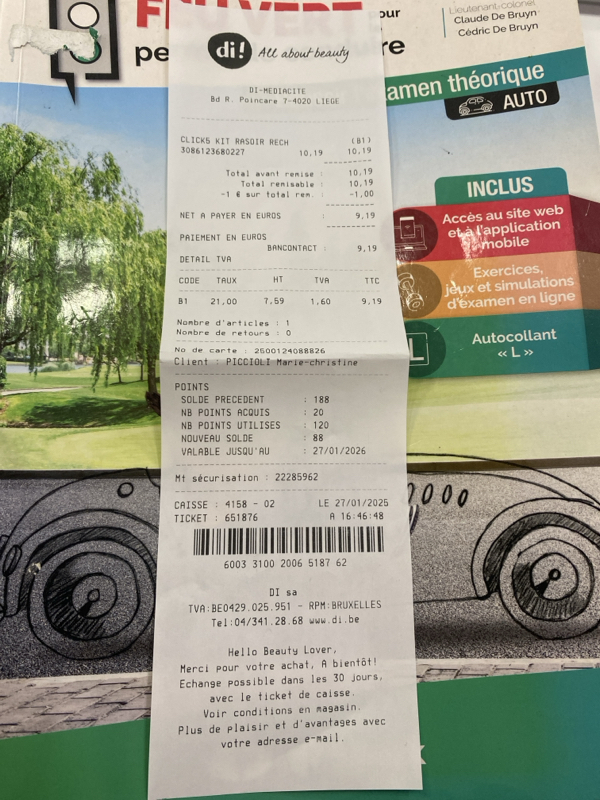 FEU VERT
pour
pe
re
Lieutenant-colonel
Claude De Bruyn
Cédric De Bruyn
amen théorique
AUTO
INCLUS
Accès au site web
et à l'application
mobile
Exercices,
jeux et simulations
d'examen en ligne
L
Autocollant
« L »
di! All about beauty
DI-MEDIACITE
Bd R. Poincare 7-4020 LIEGE
CLICK5 KIT RASOIR RECH (B1)
3086123680227 10,19 10,19
Total avant remise : 10,19
Total remisable : 10,19
-1 € sur total rem. : -1,00
NET A PAYER EN EUROS : 9,19
PAIEMENT EN EUROS
BANCONTACT : 9,19
DETAIL TVA
CODE TAUX HT TVA TTC
B1 21,00 7,59 1,60 9,19
Nombre d'articles : 1
Nombre de retours : 0
No de carte : 2500124088826
Client : PICCIOLI Marie-christine
POINTS
SOLDE PRECEDENT : 188
NB POINTS ACQUIS : 20
NB POINTS UTILISES : 120
NOUVEAU SOLDE : 88
VALABLE JUSQU'AU : 27/01/2026
Mt sécurisation : 22285962
CAISSE : 4158 - 02 LE 27/01/2025
TICKET : 651876 A 16:46:48
6003 3100 2006 5187 62
DI sa
TVA:BE0429.025.951 - RPM:BRUXELLES
Tel:04/341.28.68 www.di.be
Hello Beauty Lover,
Merci pour votre achat, A bientôt!
Echange possible dans les 30 jours,
avec le ticket de caisse.
Voir conditions en magasin.
Plus de plaisir et d'avantages avec
votre adresse e-mail.